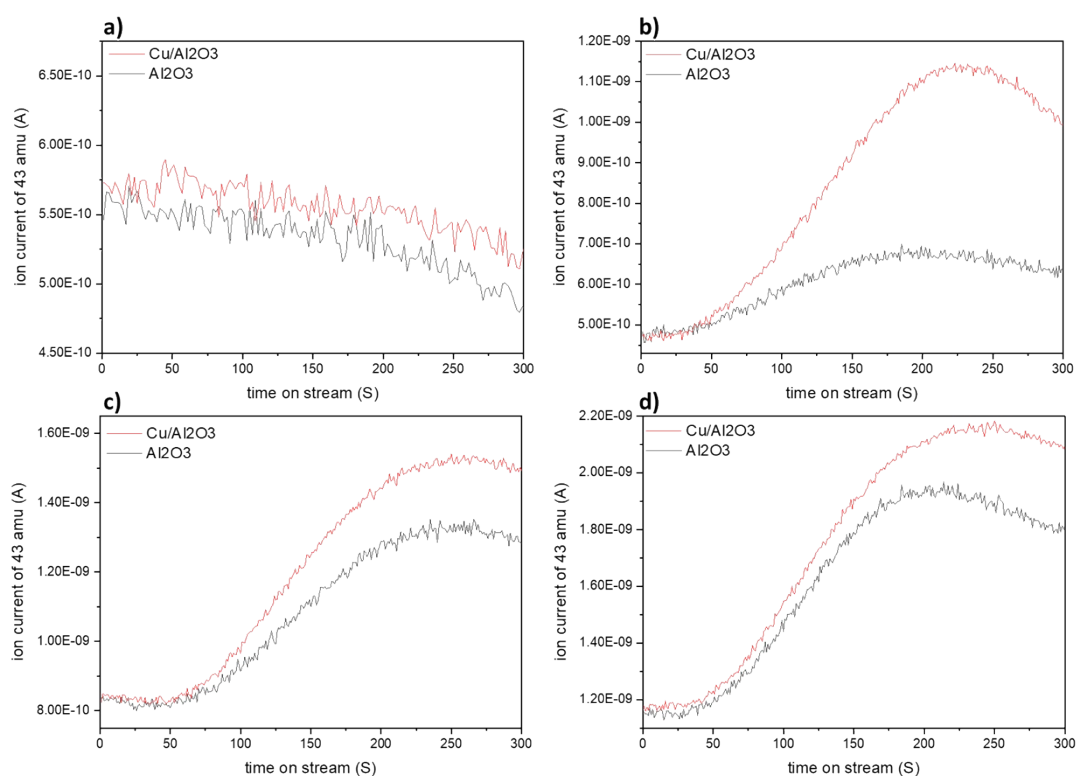 a)
Cu/Al2O3
Al2O3
6.50E-10
6.00E-10
5.50E-10
5.00E-10
4.50E-10
ion current of 43 amu (A)
0 50 100 150 200 250 300
time on stream (S)
b)
Cu/Al2O3
Al2O3
1.20E-09
1.10E-09
1.00E-09
9.00E-10
8.00E-10
7.00E-10
6.00E-10
5.00E-10
ion current of 43 amu (A)
0 50 100 150 200 250 300
time on stream (S)
c)
Cu/Al2O3
Al2O3
1.60E-09
1.40E-09
1.20E-09
1.00E-09
8.00E-10
ion current of 43 amu (A)
0 50 100 150 200 250 300
time on stream (S)
d)
Cu/Al2O3
Al2O3
2.20E-09
2.00E-09
1.80E-09
1.60E-09
1.40E-09
1.20E-09
ion current of 43 amu (A)
0 50 100 150 200 250 300
time on stream (S)